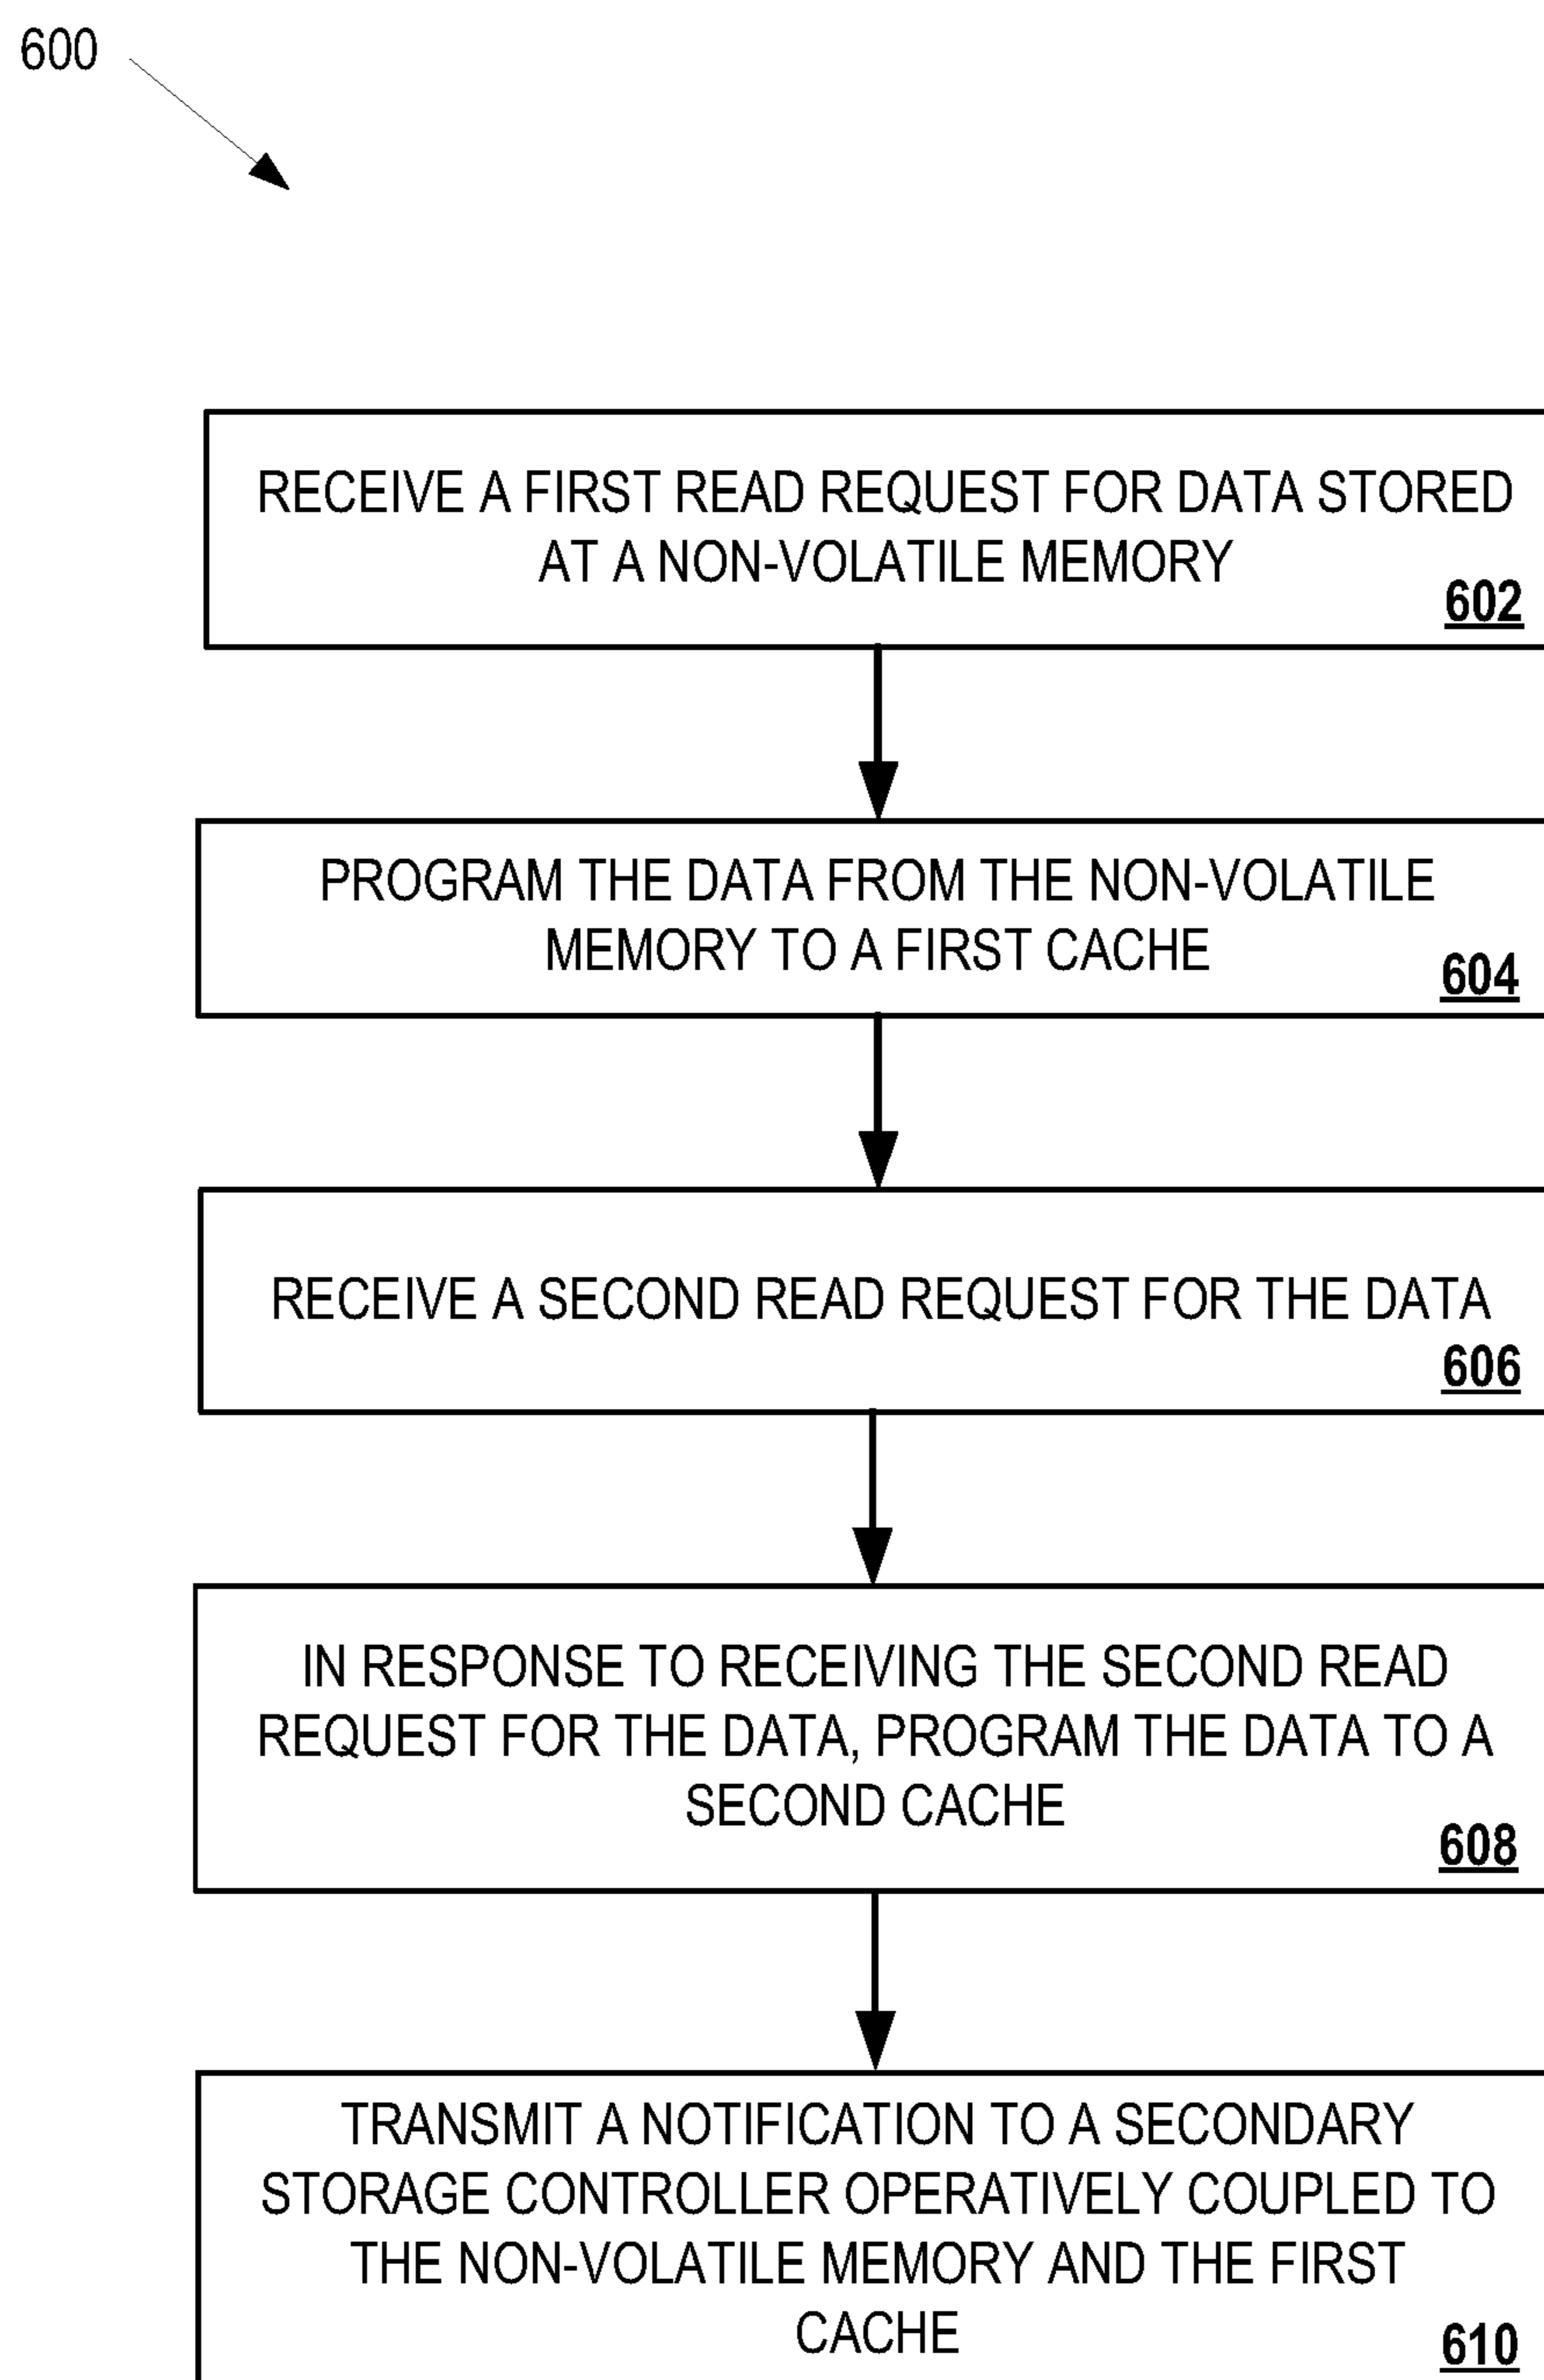 600
RECEIVE A FIRST READ REQUEST FOR DATA STORED
AT A NON-VOLATILE MEMORY
602
PROGRAM THE DATA FROM THE NON-VOLATILE
MEMORY TO A FIRST CACHE
604
RECEIVE A SECOND READ REQUEST FOR THE DATA
606
IN RESPONSE TO RECEIVING THE SECOND READ
REQUEST FOR THE DATA, PROGRAM THE DATA TO A
SECOND CACHE
608
TRANSMIT A NOTIFICATION TO A SECONDARY
STORAGE CONTROLLER OPERATIVELY COUPLED TO
THE NON-VOLATILE MEMORY AND THE FIRST
CACHE
610